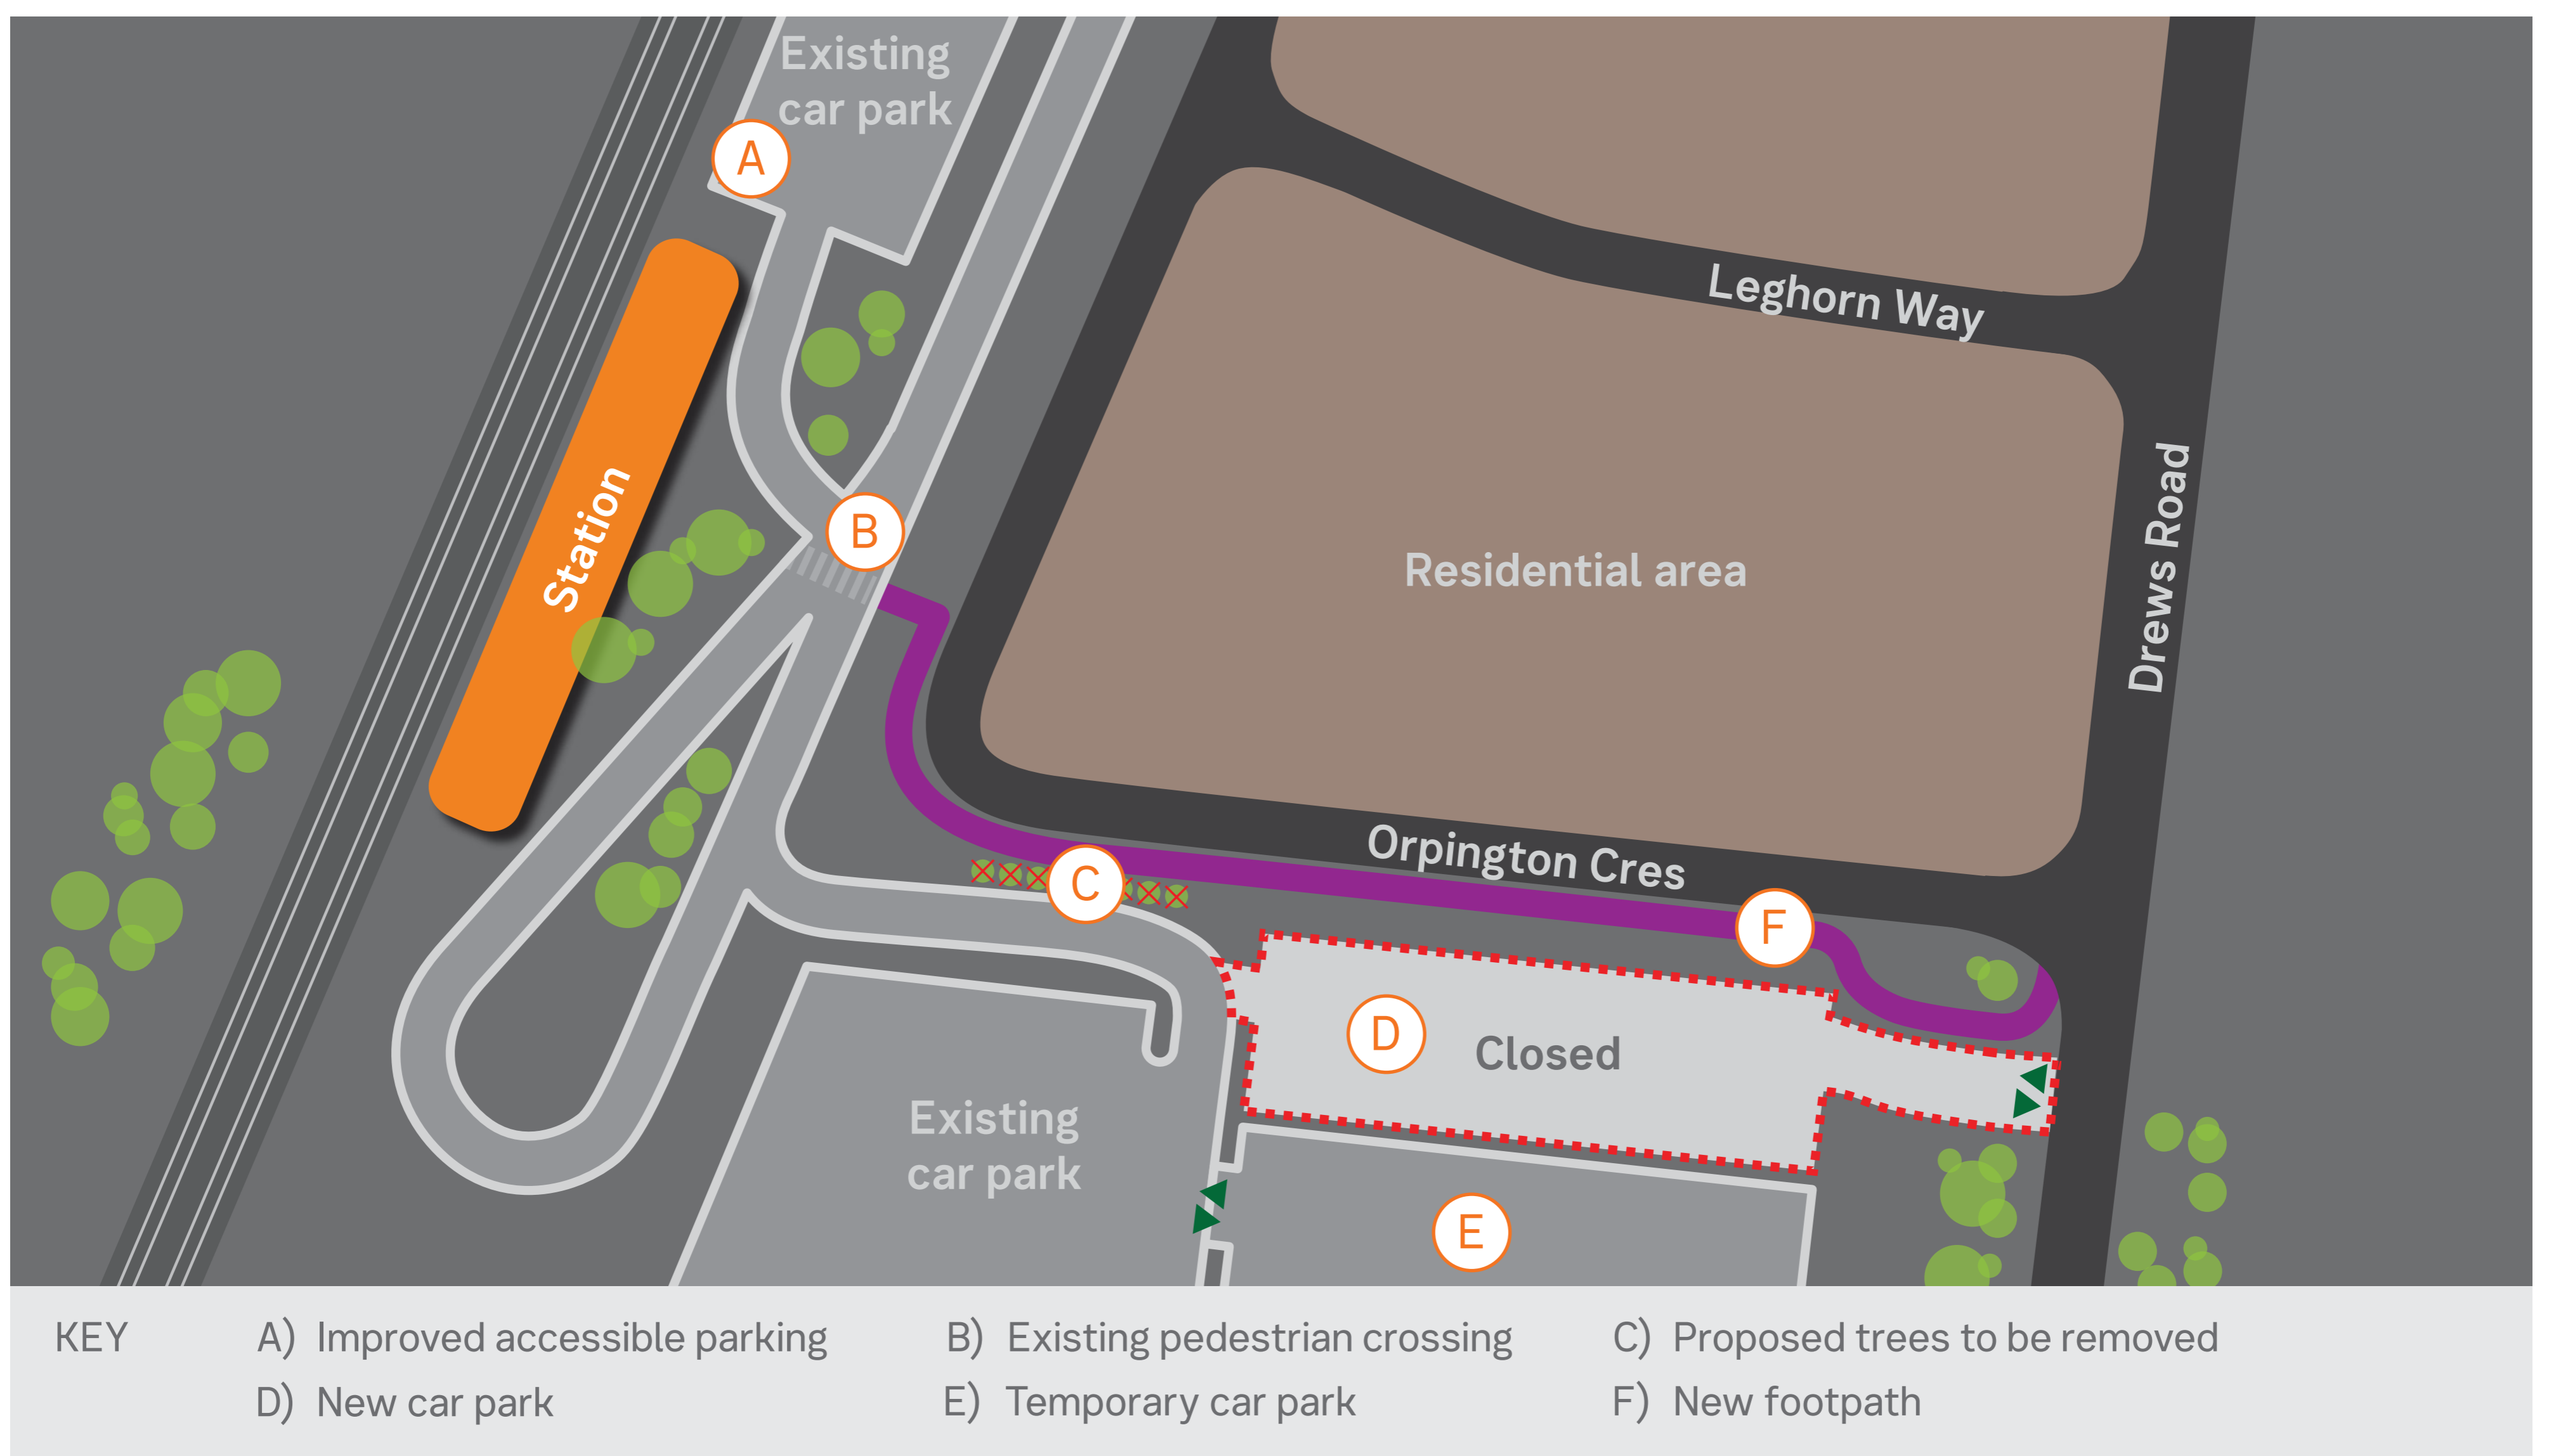 Existing
car park
A
Leghorn Way
Station
B
Residential area
Drews Road
Orpington Cres
C
F
D
Closed
Existing
car park
E
KEY
A) Improved accessible parking
B) Existing pedestrian crossing
C) Proposed trees to be removed
D) New car park
E) Temporary car park
F) New footpath